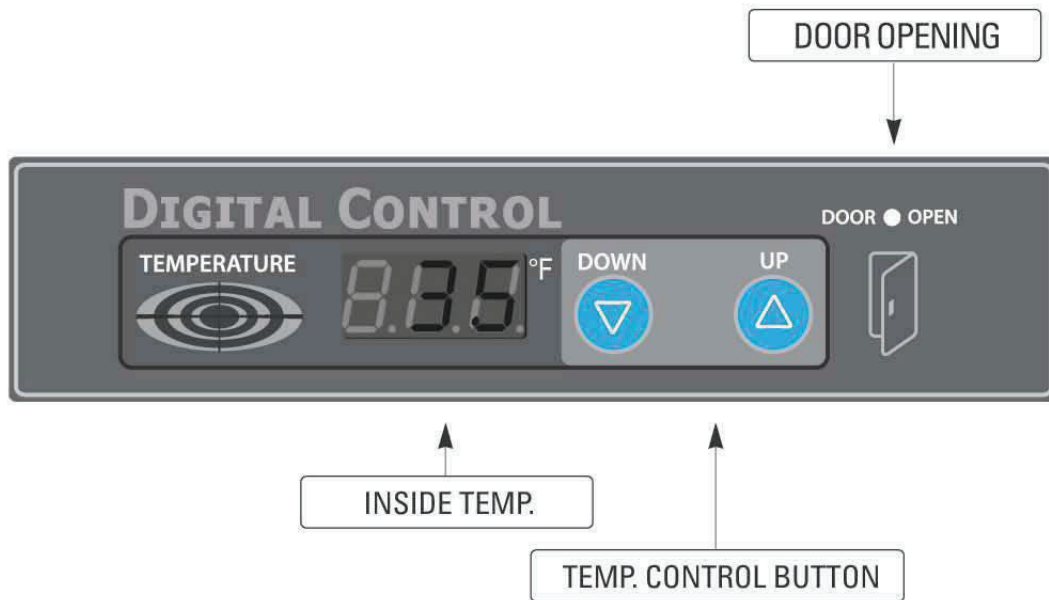 DOOR OPENING
DIGITAL CONTROL
DOOR OPEN
TEMPERATURE
35 °F
DOWN
UP
INSIDE TEMP.
TEMP. CONTROL BUTTON